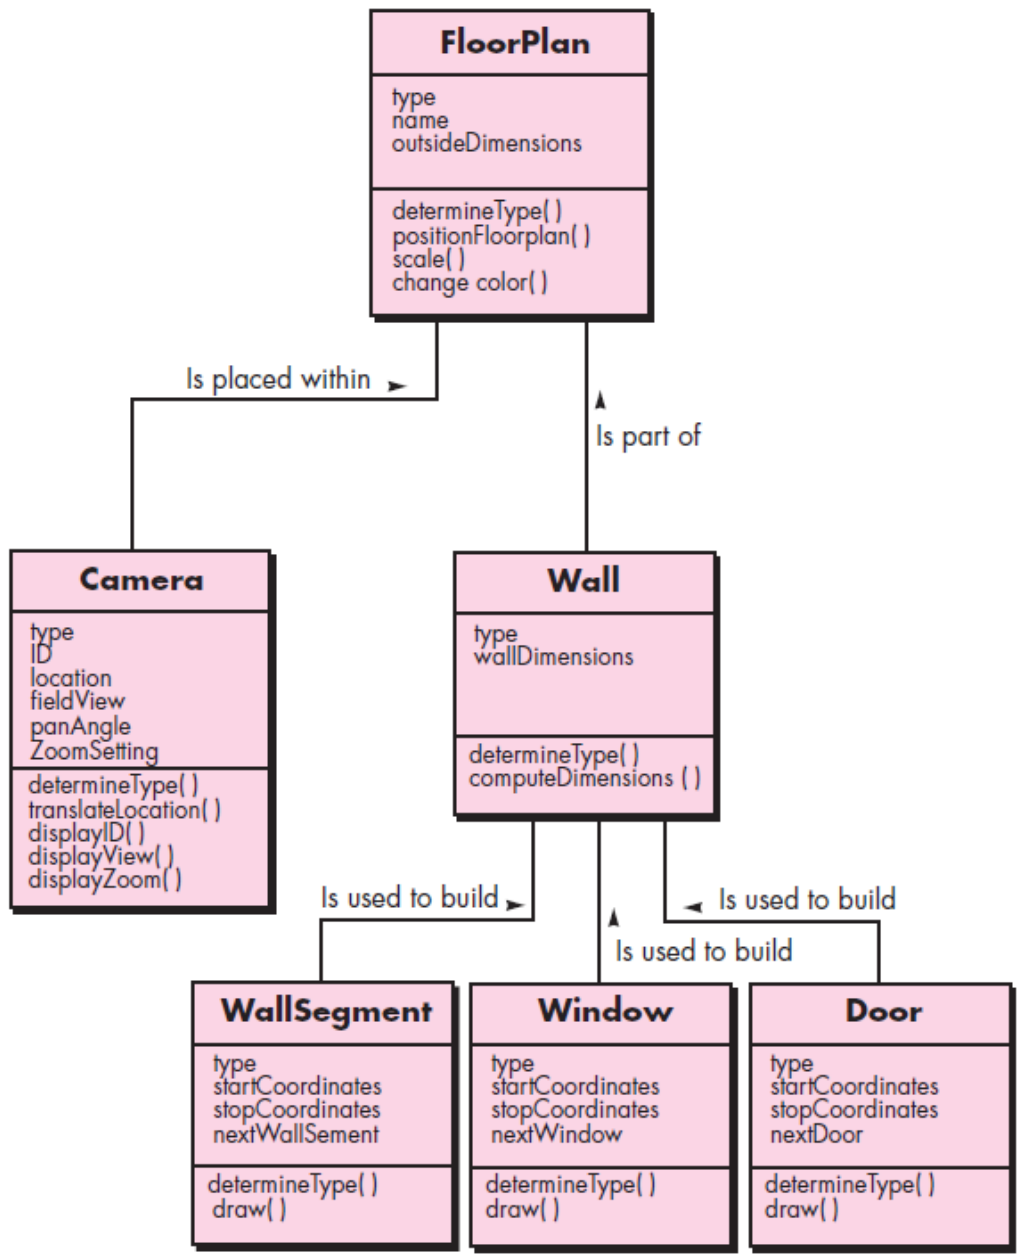 FloorPlan
type
name
outsideDimensions
determineType( )
positionFloorplan( )
scale( )
change color( )
Is placed within
Is part of
Camera
type
ID
location
fieldView
panAngle
ZoomSetting
determineType( )
translateLocation( )
displayID( )
displayView( )
displayZoom( )
Wall
type
wallDimensions
determineType( )
computeDimensions ( )
Is used to build
Is used to build
Is used to build
WallSegment
type
startCoordinates
stopCoordinates
nextWallSement
determineType( )
draw( )
Window
type
startCoordinates
stopCoordinates
nextWindow
determineType( )
draw( )
Door
type
startCoordinates
stopCoordinates
nextDoor
determineType( )
draw( )